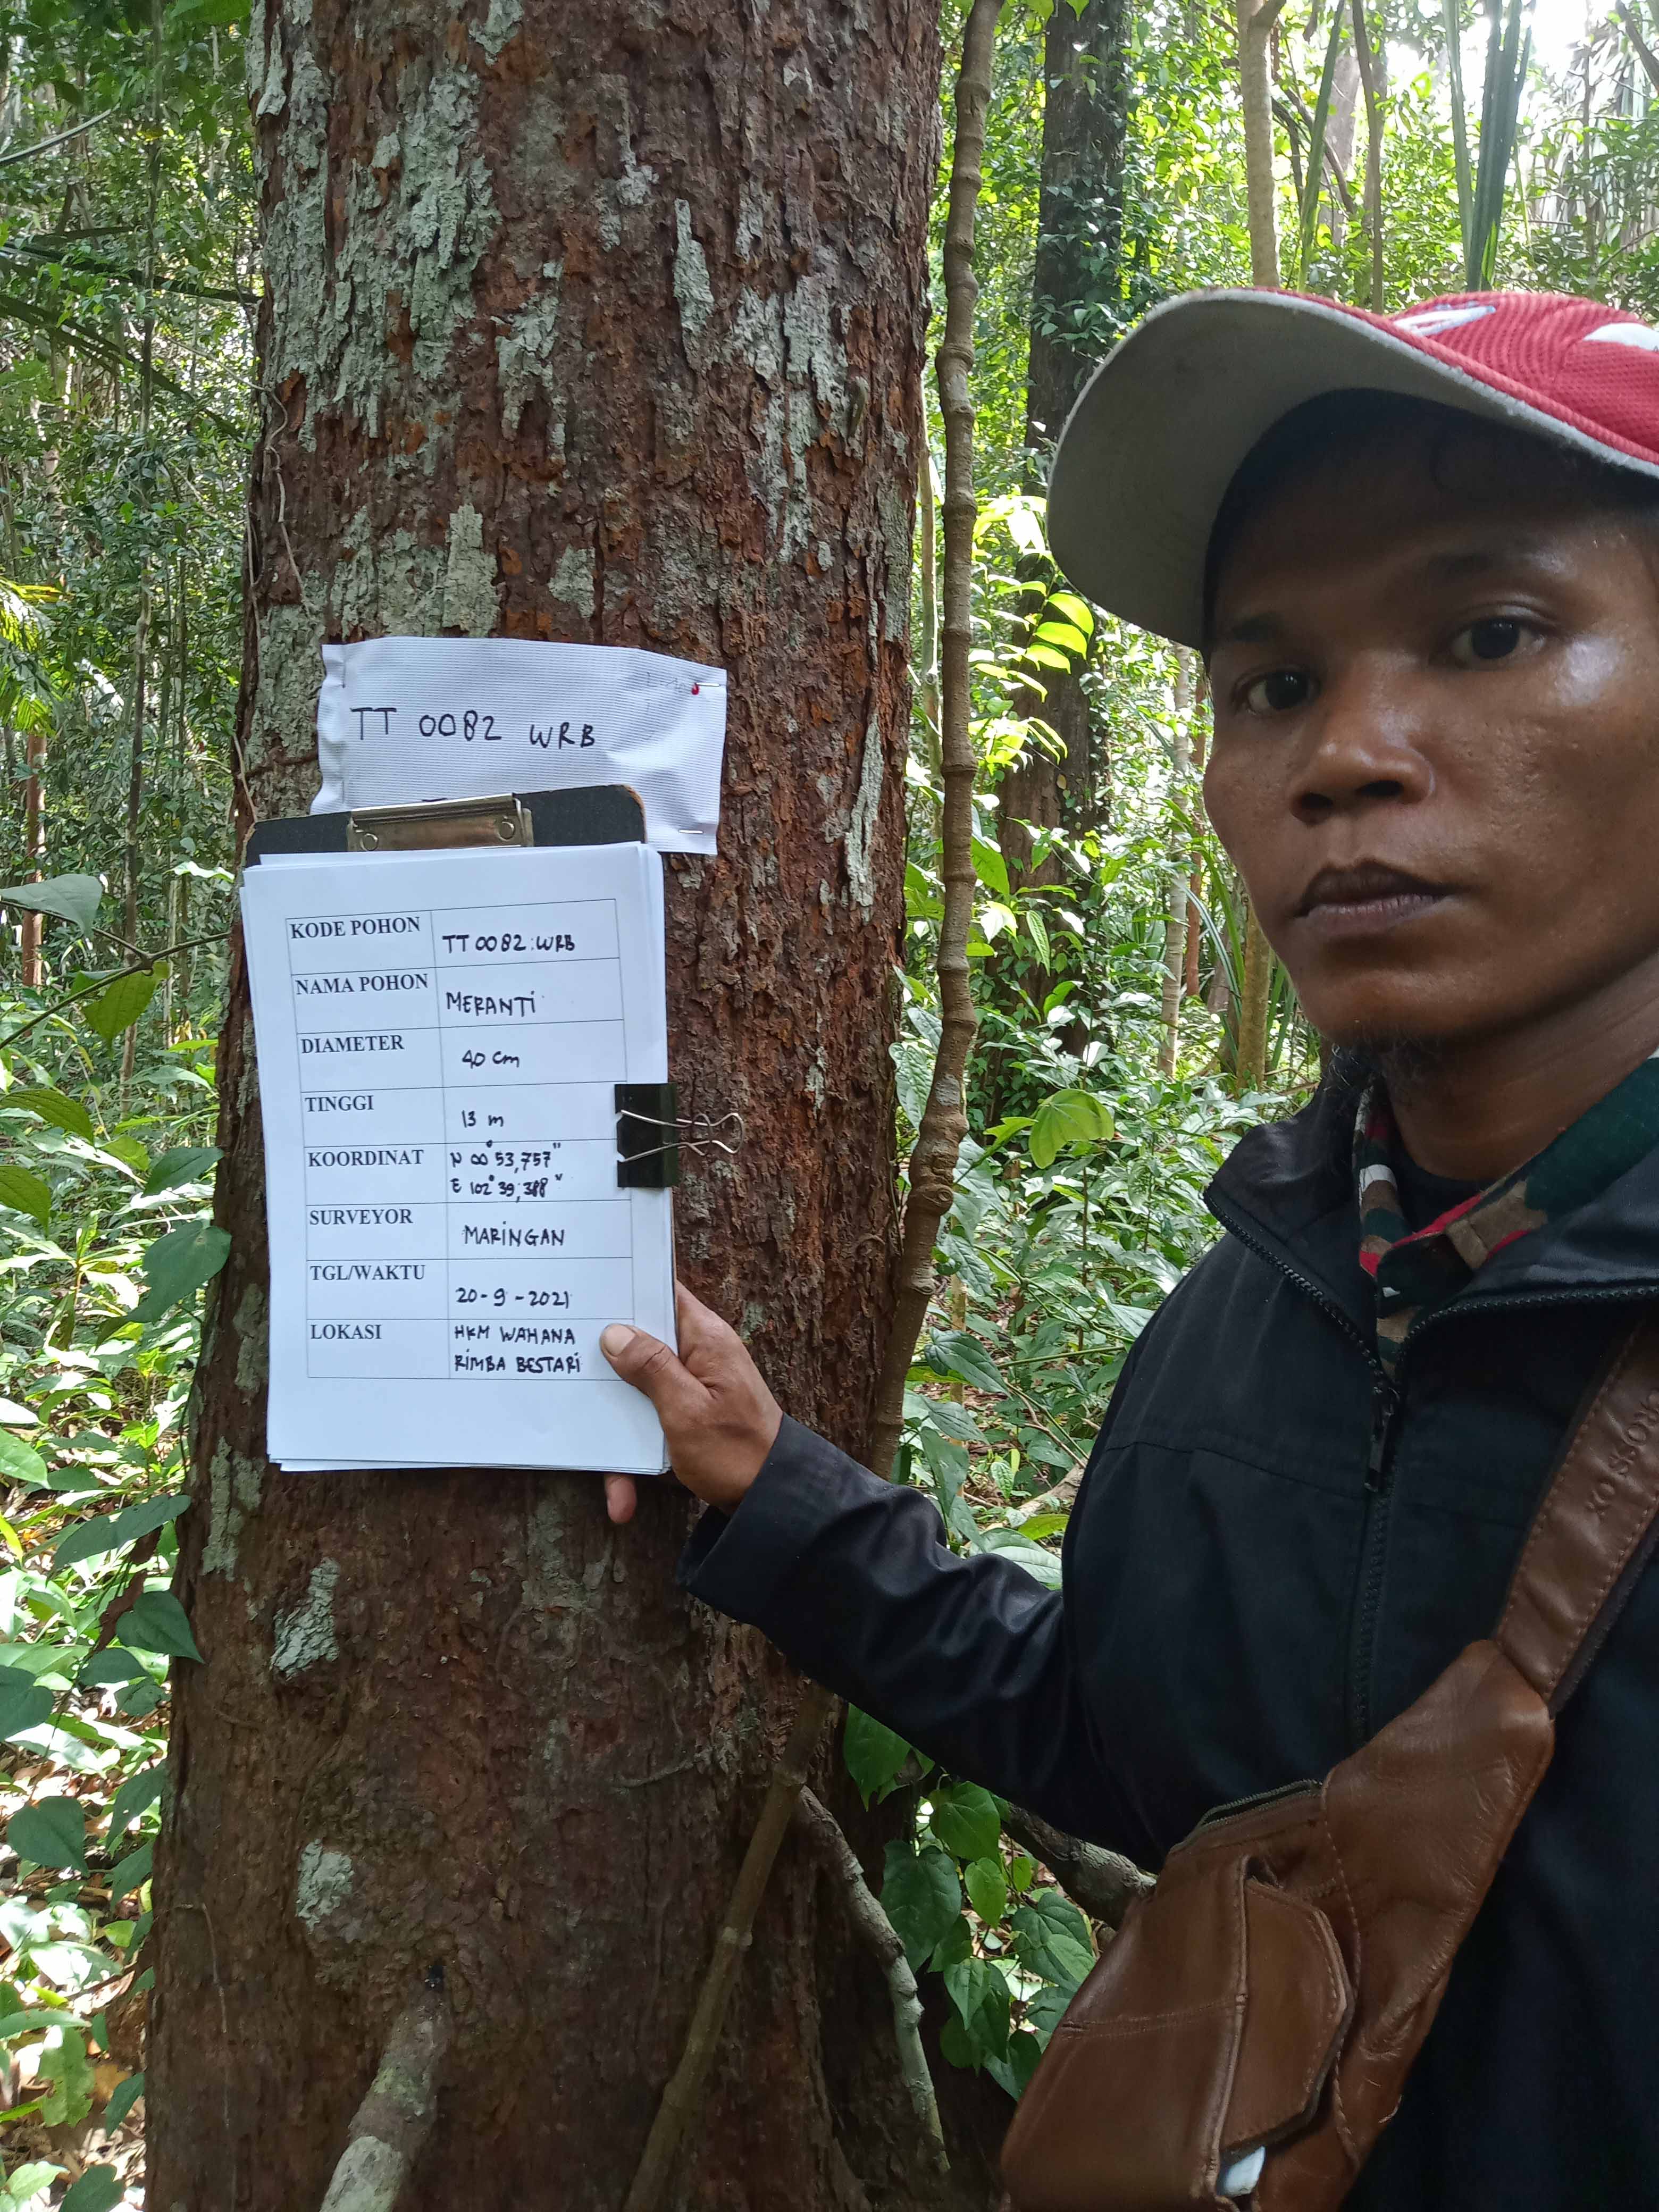 TT 0082 WRB
KODE POHON TT 0082:WRB
NAMA POHON MERANTI
DIAMETER 40 cm
TINGGI 13 m
KOORDINAT N 00° 53,757"
E 102° 39,388"
SURVEYOR MARINGAN
TGL/WAKTU 20-9-2021
LOKASI HKM WAHANA
RIMBA BESTARI